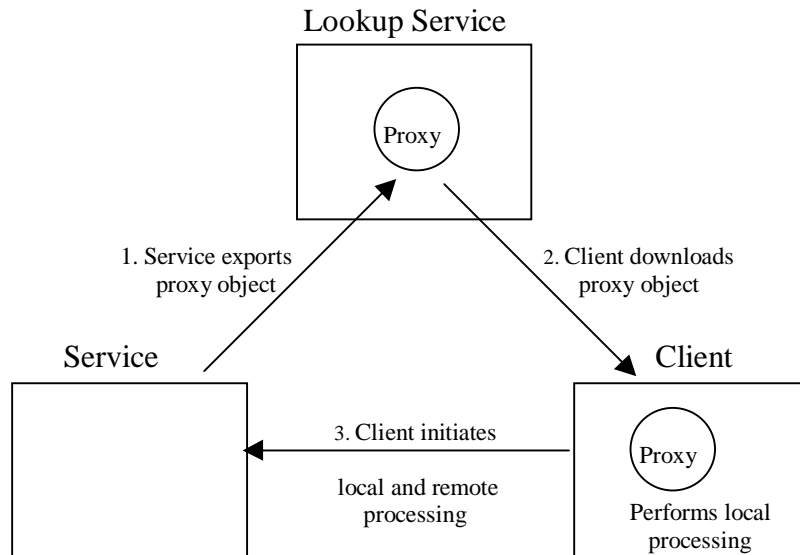 Lookup Service
Proxy
1. Service exports
proxy object
2. Client downloads
proxy object
Service
Client
3. Client initiates
local and remote
processing
Proxy
Performs local
processing